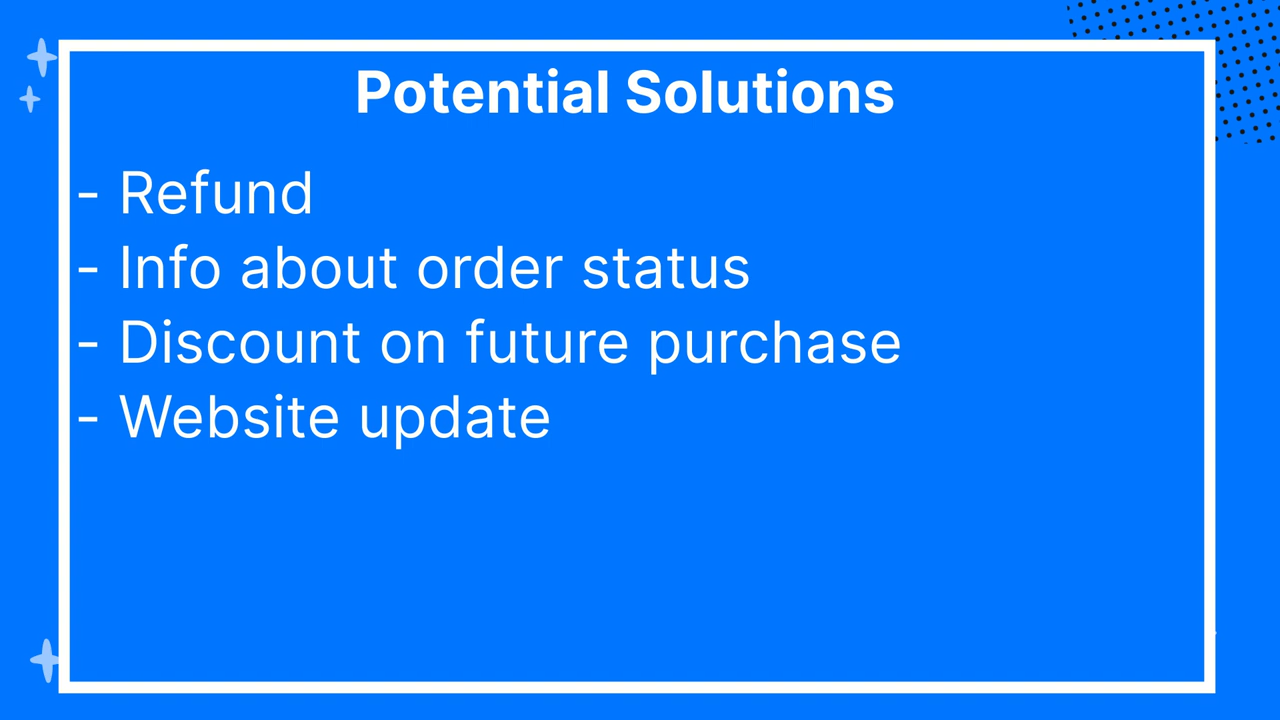 Potential Solutions
- Refund
- Info about order status
- Discount on future purchase
- Website update